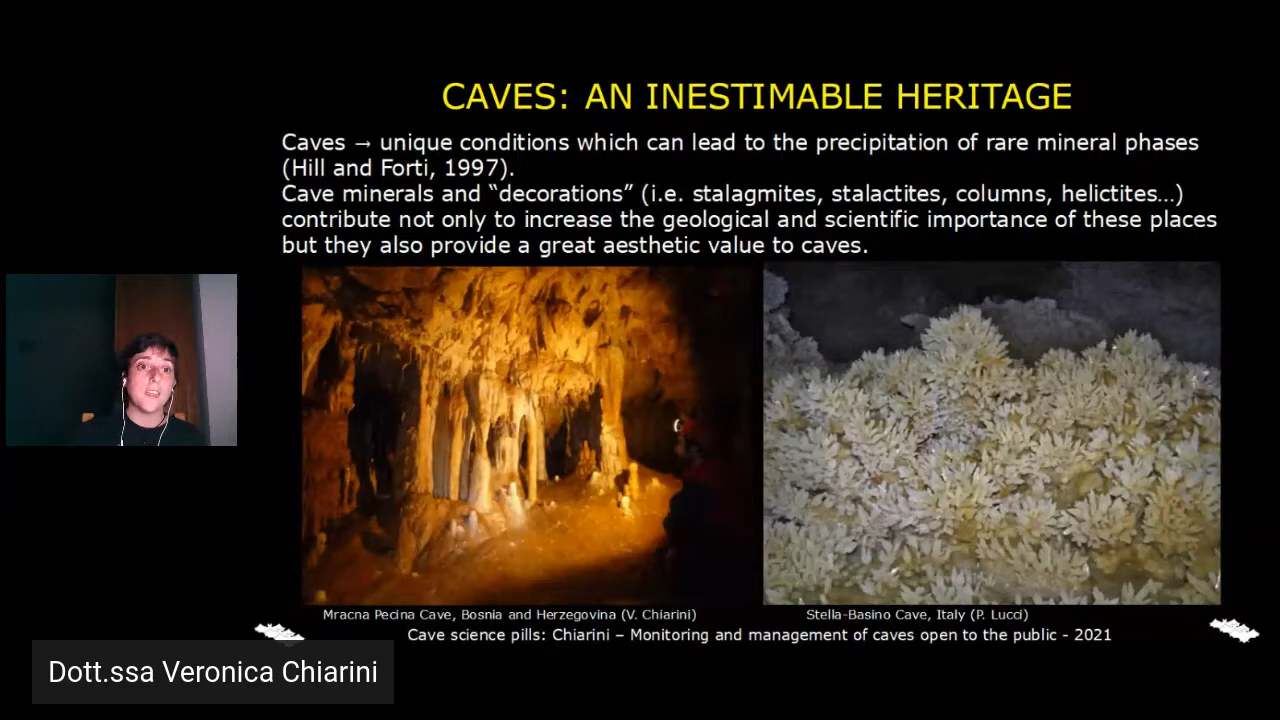 CAVES: AN INESTIMABLE HERITAGE
Caves → unique conditions which can lead to the precipitation of rare mineral phases
(Hill and Forti, 1997).
Cave minerals and “decorations” (i.e. stalagmites, stalactites, columns, helictites…)
contribute not only to increase the geological and scientific importance of these places
but they also provide a great aesthetic value to caves.
Mracna Pecina Cave, Bosnia and Herzegovina (V. Chiarini)
Stella-Basino Cave, Italy (P. Lucci)
Cave science pills: Chiarini – Monitoring and management of caves open to the public - 2021
Dott.ssa Veronica Chiarini